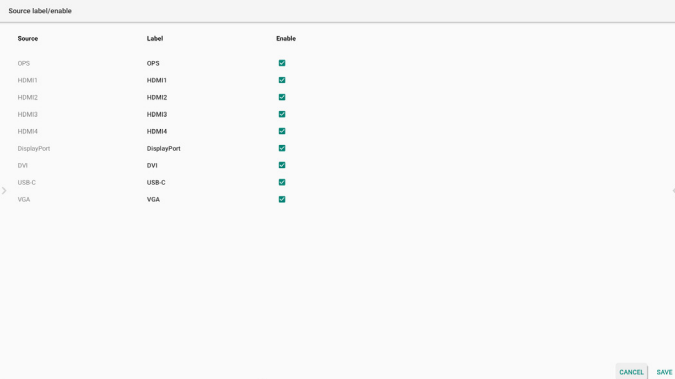 Source label/enable
Source Label Enable
OPS OPS
HDMI1 HDMI1
HDMI2 HDMI2
HDMI3 HDMI3
HDMI4 HDMI4
DisplayPort DisplayPort
DVI DVI
USB-C USB-C
VGA VGA
CANCEL SAVE